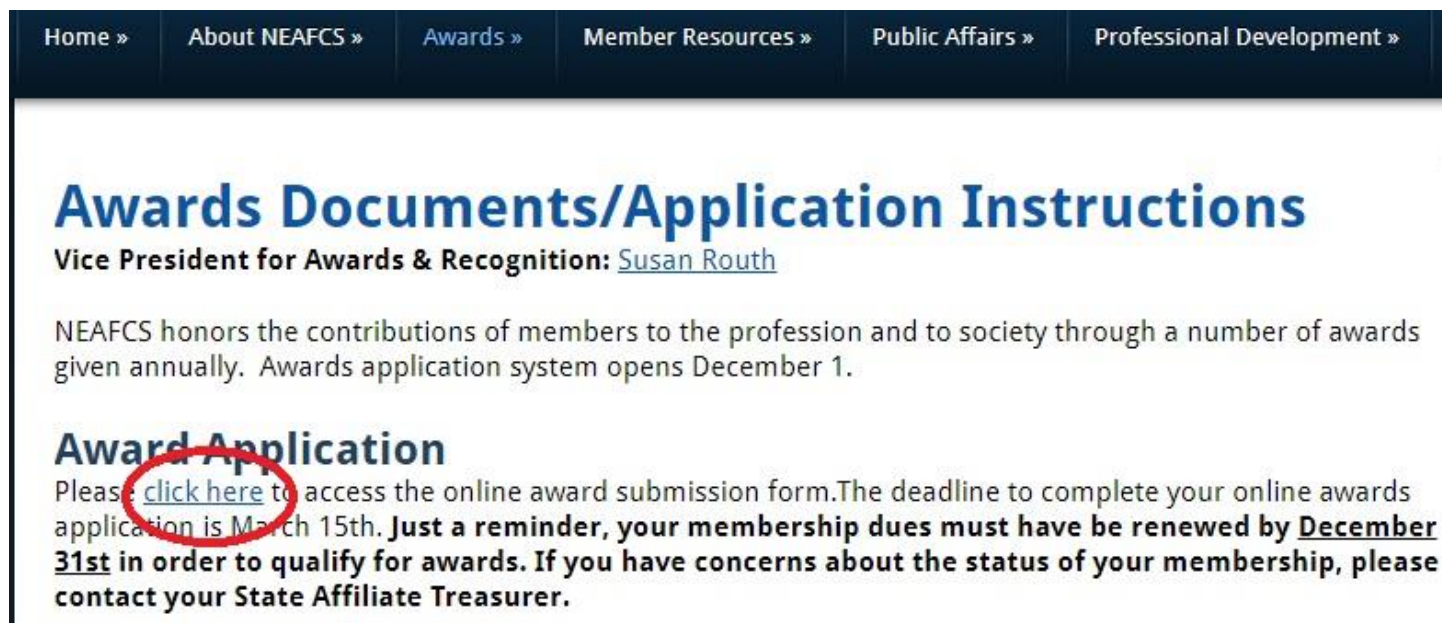 Home » About NEAFCS » Awards » Member Resources » Public Affairs » Professional Development »
Awards Documents/Application Instructions
Vice President for Awards & Recognition: Susan Routh
NEAFCS honors the contributions of members to the profession and to society through a number of awards
given annually.  Awards application system opens December 1.
Award Application
Please click here to access the online award submission form.The deadline to complete your online awards
application is March 15th. Just a reminder, your membership dues must have be renewed by December
31st in order to qualify for awards. If you have concerns about the status of your membership, please
contact your State Affiliate Treasurer.